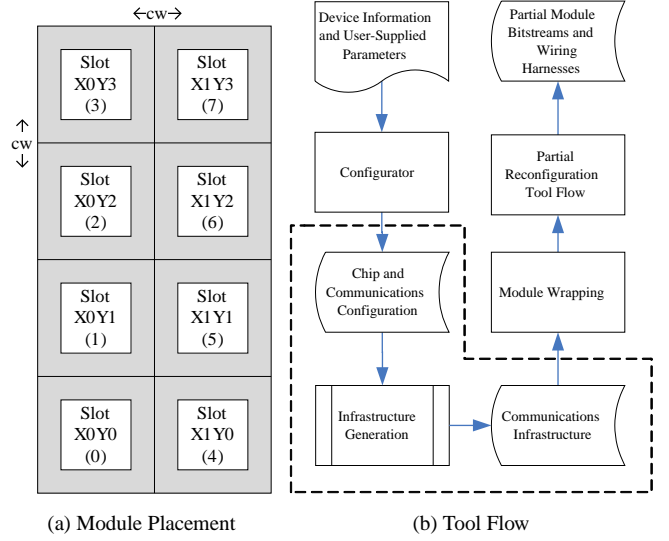 ←cw→
Slot
X0Y3
(3)
Slot
X1Y3
(7)
↑
cw
↓
Slot
X0Y2
(2)
Slot
X1Y2
(6)
Slot
X0Y1
(1)
Slot
X1Y1
(5)
Slot
X0Y0
(0)
Slot
X1Y0
(4)
(a) Module Placement
Device Information
and User-Supplied
Parameters
Configurator
Chip and
Communications
Configuration
Infrastructure
Generation
Communications
Infrastructure
Module Wrapping
Partial
Reconfiguration
Tool Flow
Partial Module
Bitstreams and
Wiring
Harnesses
(b) Tool Flow